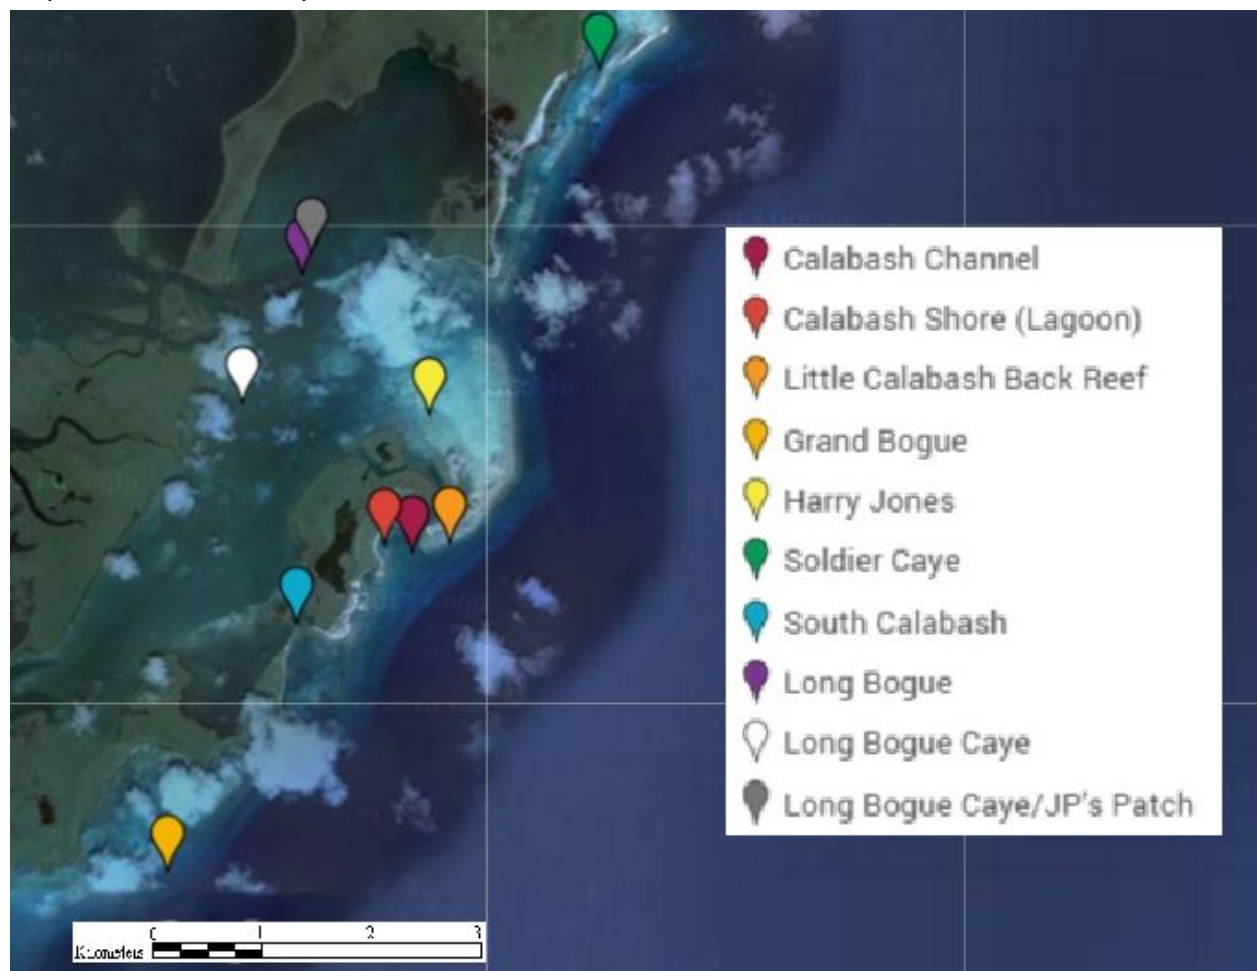 Calabash Channel
Calabash Shore (Lagoon)
Little Calabash Back Reef
Grand Bogue
Harry Jones
Soldier Caye
South Calabash
Long Bogue
Long Bogue Caye
Long Bogue Caye/JP's Patch
0 1 2 3
Kilometers